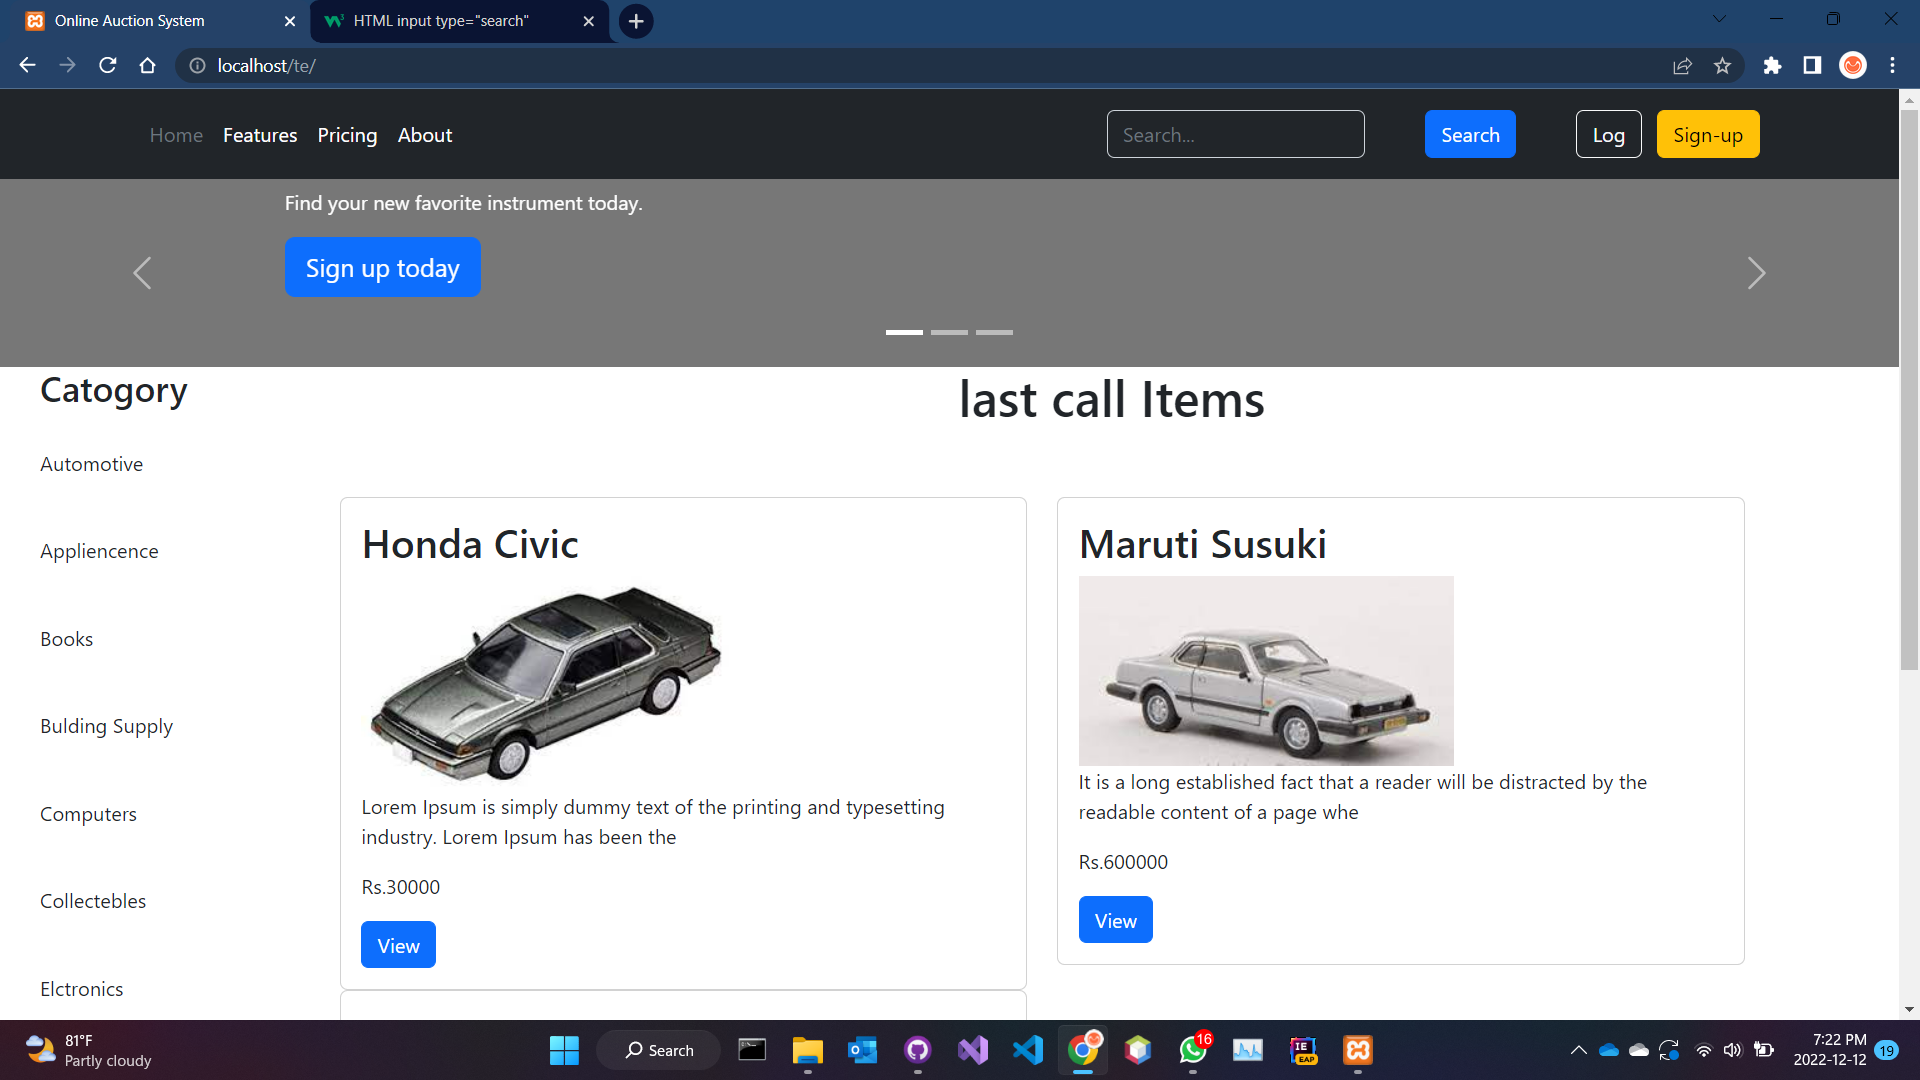 Online Auction System
HTML input type="search"
localhost/te/
Home Features Pricing About
Search...
Search
Log
Sign-up
Find your new favorite instrument today.
Sign up today
Catogory
last call Items
Automotive
Appliencence
Books
Bulding Supply
Computers
Collectebles
Elctronics
Honda Civic
Lorem Ipsum is simply dummy text of the printing and typesetting
industry. Lorem Ipsum has been the
Rs.30000
View
Maruti Susuki
It is a long established fact that a reader will be distracted by the
readable content of a page whe
Rs.600000
View
81°F
Partly cloudy
Search
16
IE
EAP
7:22 PM
2022-12-12
19